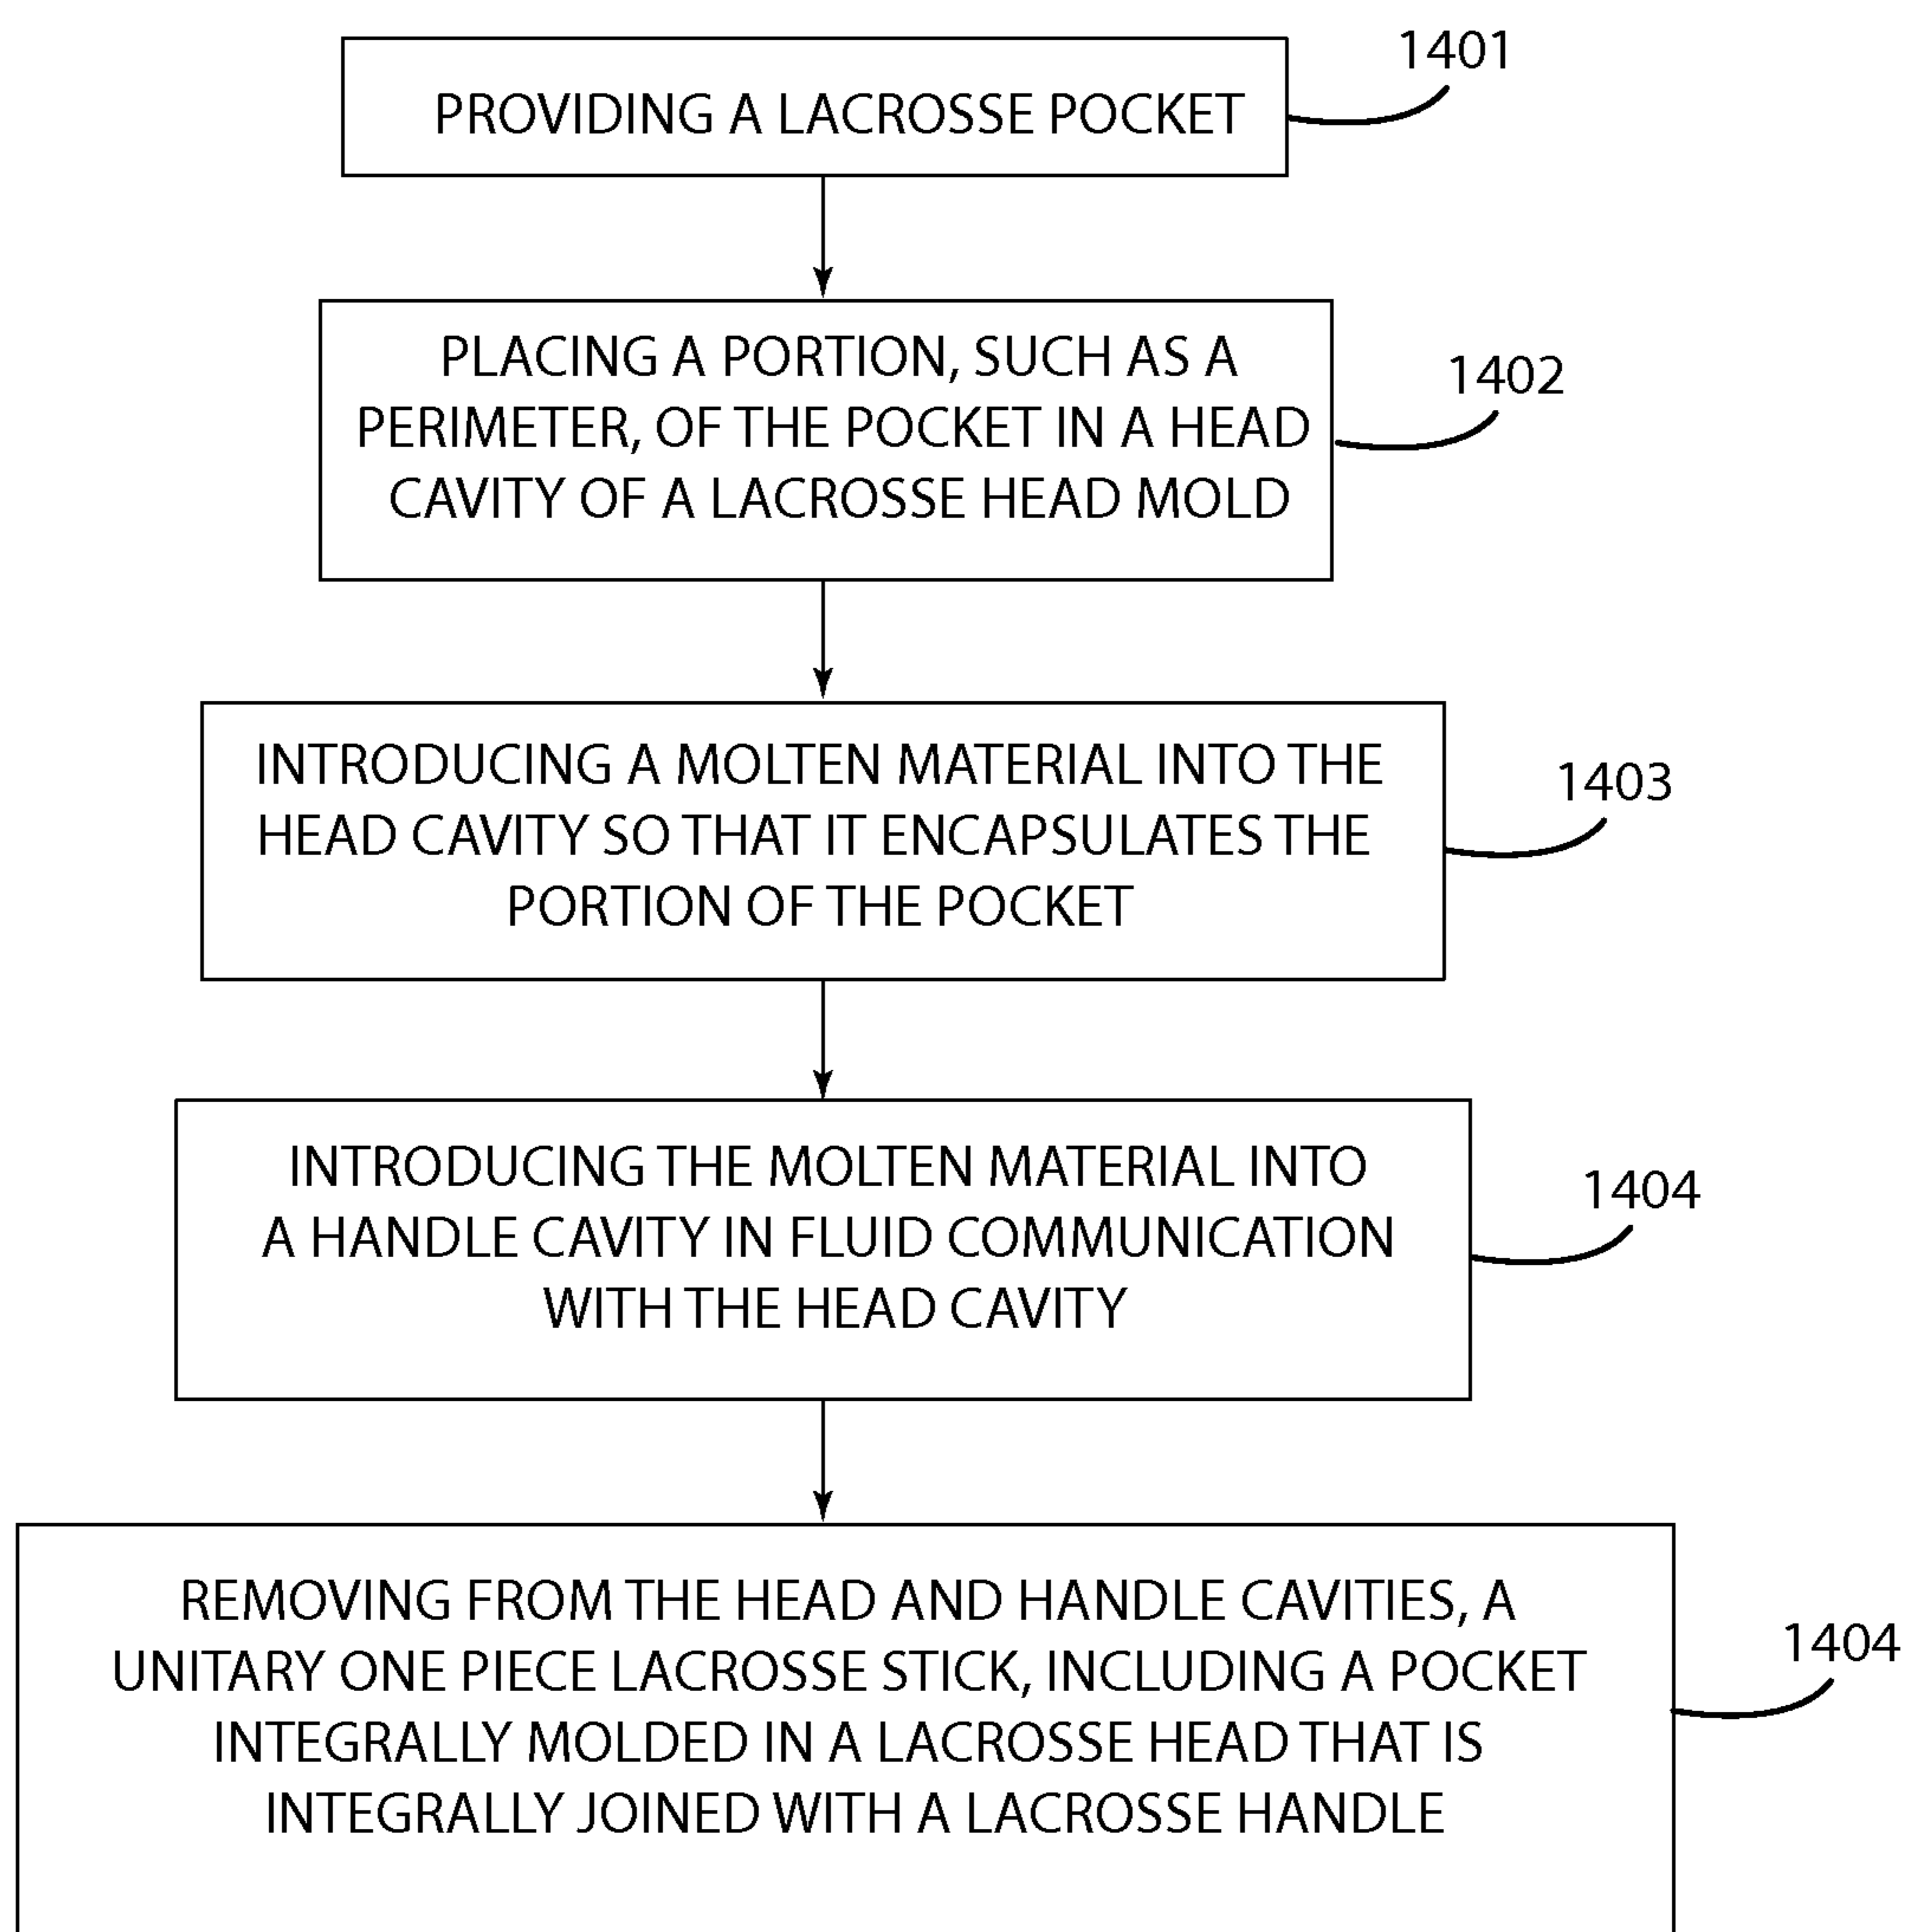 1401
PROVIDING A LACROSSE POCKET
PLACING A PORTION, SUCH AS A
1402
PERIMETER, OF THE POCKET IN A HEAD
CAVITY OF A LACROSSE HEAD MOLD
INTRODUCING A MOLTEN MATERIAL INTO THE
1403
HEAD CAVITY SO THAT IT ENCAPSULATES THE
PORTION OF THE POCKET
INTRODUCING THE MOLTEN MATERIAL INTO
1404
A HANDLE CAVITY IN FLUID COMMUNICATION
WITH THE HEAD CAVITY
REMOVING FROM THE HEAD AND HANDLE CAVITIES, A
1404
UNITARY ONE PIECE LACROSSE STICK, INCLUDING A POCKET
INTEGRALLY MOLDED IN A LACROSSE HEAD THAT IS
INTEGRALLY JOINED WITH A LACROSSE HANDLE